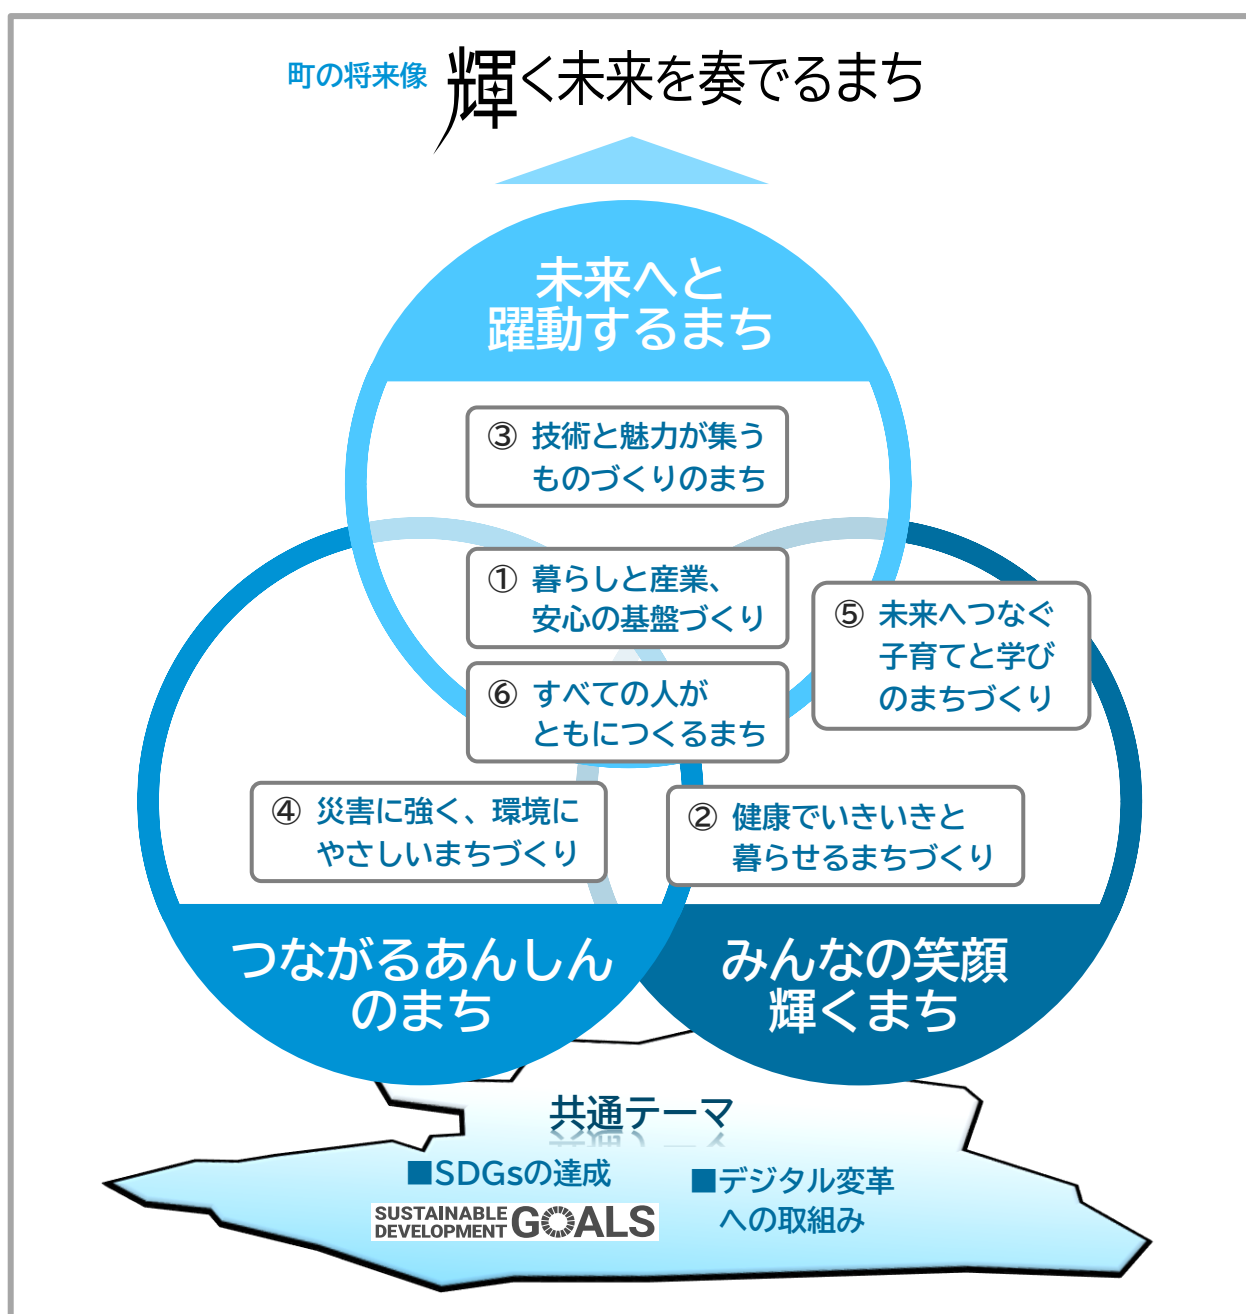 町の将来像 輝く未来を奏でるまち
未来へと
躍動するまち
③ 技術と魅力が集う
ものづくりのまち
① 暮らしと産業、
安心の基盤づくり
⑤ 未来へつなぐ
子育てと学び
のまちづくり
⑥ すべての人が
ともにつくるまち
④ 災害に強く、環境に
やさしいまちづくり
② 健康でいきいきと
暮らせるまちづくり
つながるあんしん
のまち
みんなの笑顔
輝くまち
共通テーマ
■SDGsの達成
SUSTAINABLE
DEVELOPMENT GOALS
■デジタル変革
への取組み